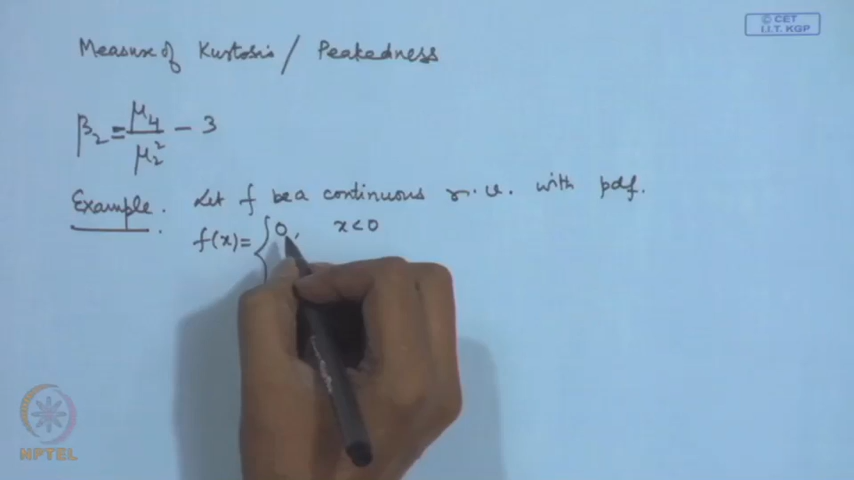 © CET
I.I.T. KGP
Measure of Kurtosis / Peakedness
β₂ = μ₄ / μ₂² − 3
Example. Let f be a continuous r.v. with pdf.
f(x) = { 0, x < 0
NPTEL